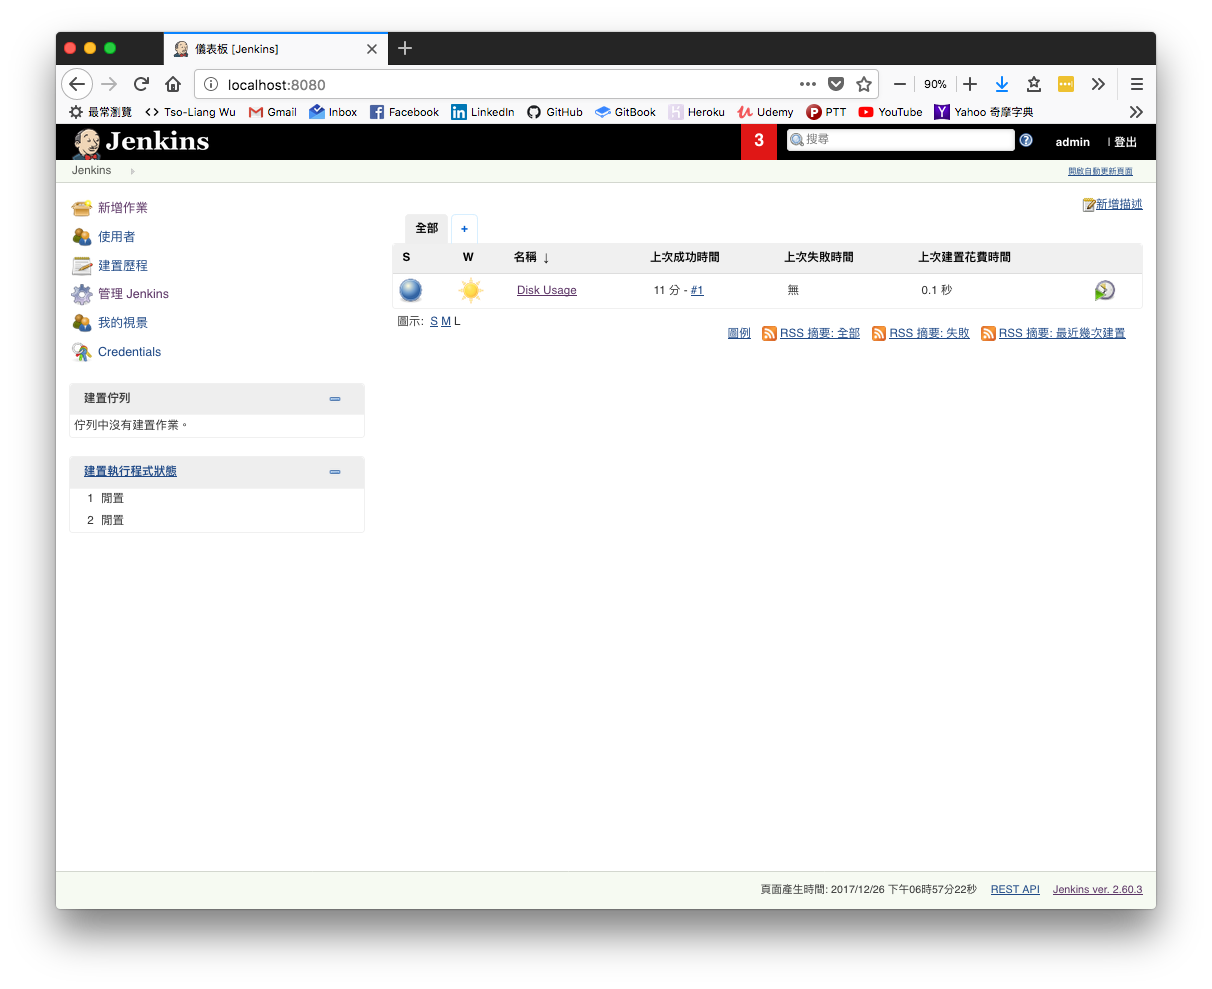 儀表板 [Jenkins]
localhost:8080
90%
最常瀏覽 Tso-Liang Wu Gmail Inbox Facebook LinkedIn GitHub GitBook Heroku Udemy PTT YouTube Yahoo 奇摩字典
Jenkins 3 搜尋 admin | 登出
Jenkins 開啟自動更新頁面
新增描述
新增作業
使用者
建置歷程
管理 Jenkins
我的視景
Credentials
建置佇列
佇列中沒有建置作業。
建置執行程式狀態
1 閒置
2 閒置
全部 +
S W 名稱 ↓ 上次成功時間 上次失敗時間 上次建置花費時間
Disk Usage 11 分 - #1 無 0.1 秒
圖示: S M L
圖例 RSS 摘要: 全部 RSS 摘要: 失敗 RSS 摘要: 最近幾次建置
頁面產生時間: 2017/12/26 下午06時57分22秒 REST API Jenkins ver. 2.60.3